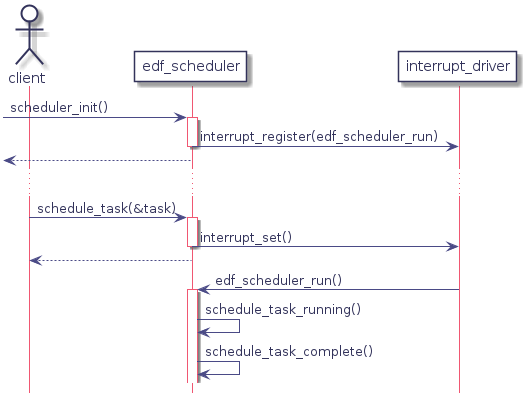 client
edf_scheduler
interrupt_driver
scheduler_init()
interrupt_register(edf_scheduler_run)
schedule_task(&task)
interrupt_set()
edf_scheduler_run()
schedule_task_running()
schedule_task_complete()